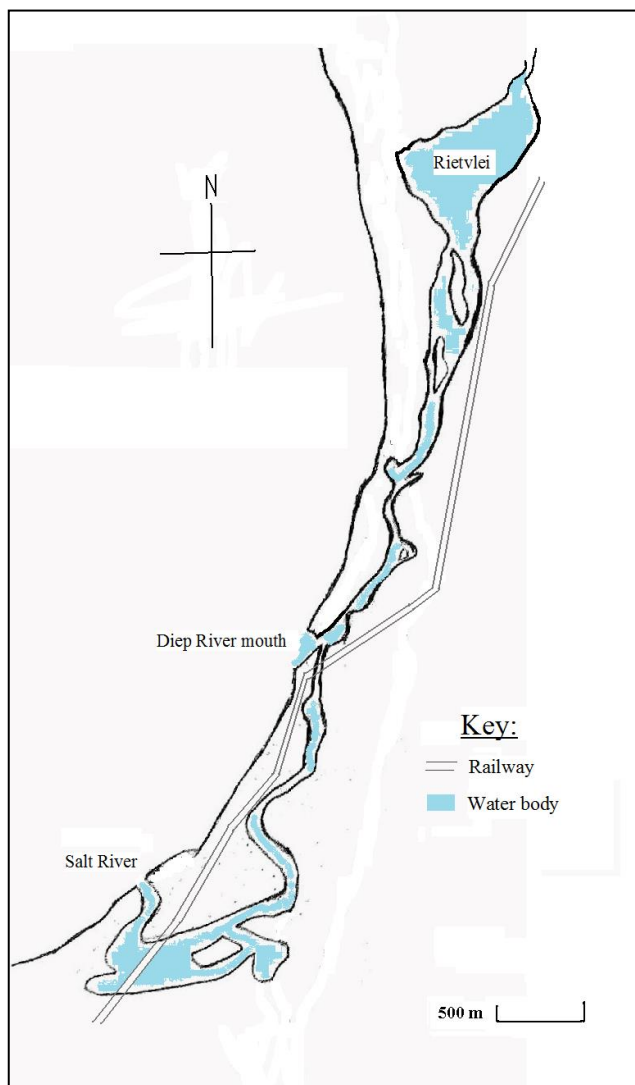 Rietvlei
N
Diep River mouth
Key:
Railway
Water body
Salt River
500 m